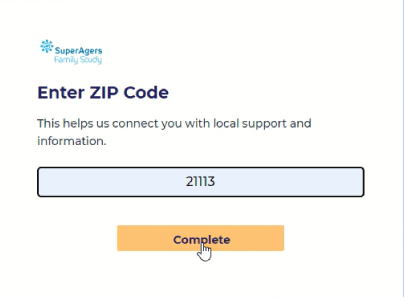 SuperAgers
Family Study
Enter ZIP Code
This helps us connect you with local support and
information.
21113
Complete